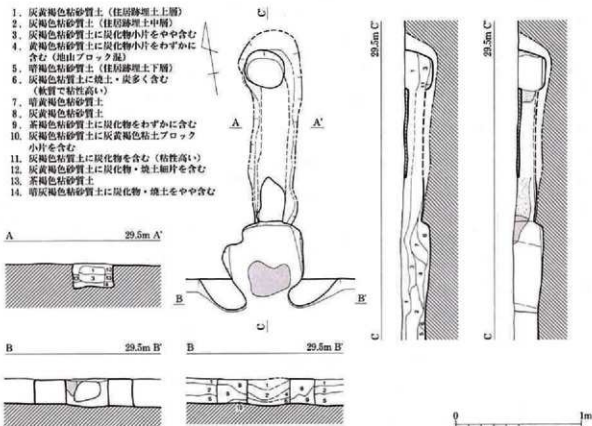 1. 灰黄褐色粘砂質土（住居跡埋土上層）
2. 灰褐色粘砂質土（住居跡埋土中層）
3. 灰褐色粘砂質土に炭化物小片をやや含む
4. 黄褐色粘砂質土に炭化物小片をわずかに
含む（地山ブロック混）
5. 暗褐色粘砂質土（住居跡埋土下層）
6. 灰褐色粘質土に焼土・炭多く含む
（軟質で粘性高い）
7. 暗黄褐色粘砂質土
8. 灰黄褐色粘砂質土
9. 茶褐色粘砂質土に炭化物をわずかに含む
10. 灰褐色粘砂質土に灰黄褐色粘土ブロック
小片を含む
11. 灰褐色粘質土に炭化物を含む（粘性高い）
12. 灰黄褐色粘砂質土に炭化物・焼土細片を含む
13. 茶褐色粘砂質土
14. 暗灰褐色粘砂質土に炭化物・焼土をやや含む
C'
A A'
B B'
C
A 29.5m A'
B 29.5m B'
B 29.5m B'
29.5m C'
C
29.5m C'
C
0 1m